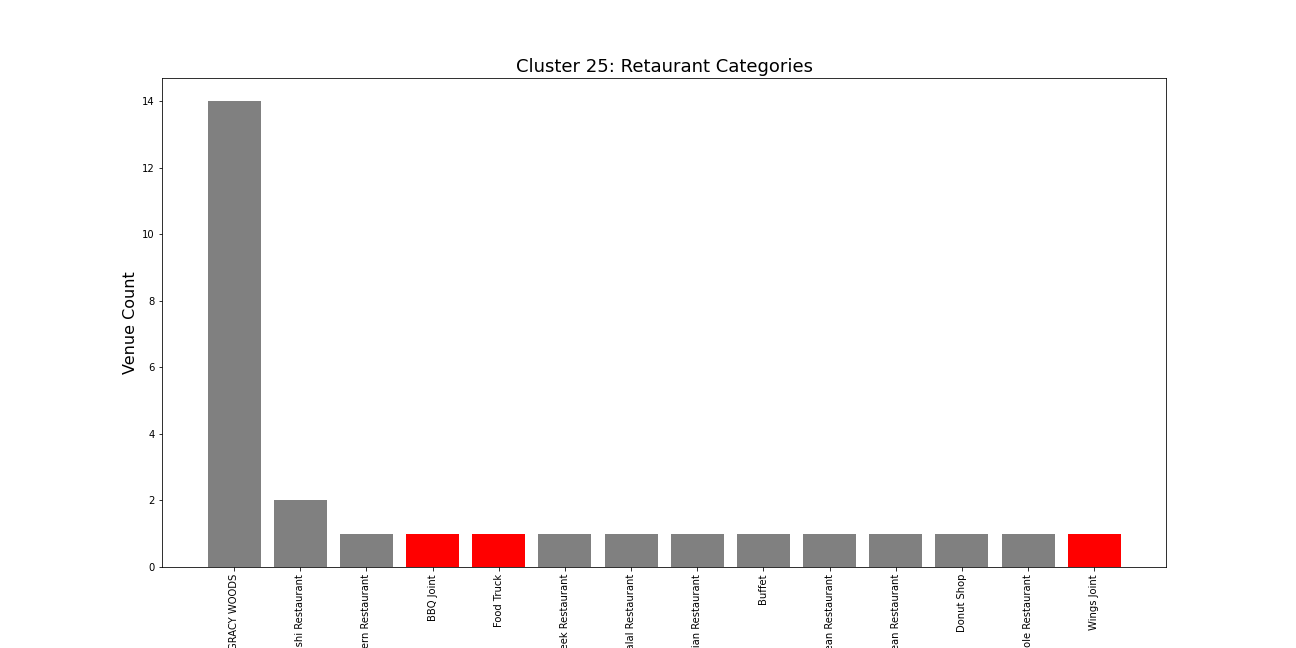 Cluster 25: Retaurant Categories
Venue Count
14
12
10
8
6
4
2
0
GRACY WOODS
shi Restaurant
ern Restaurant
BBQ Joint
Food Truck
eek Restaurant
alal Restaurant
ian Restaurant
Buffet
ean Restaurant
ean Restaurant
Donut Shop
ole Restaurant
Wings Joint